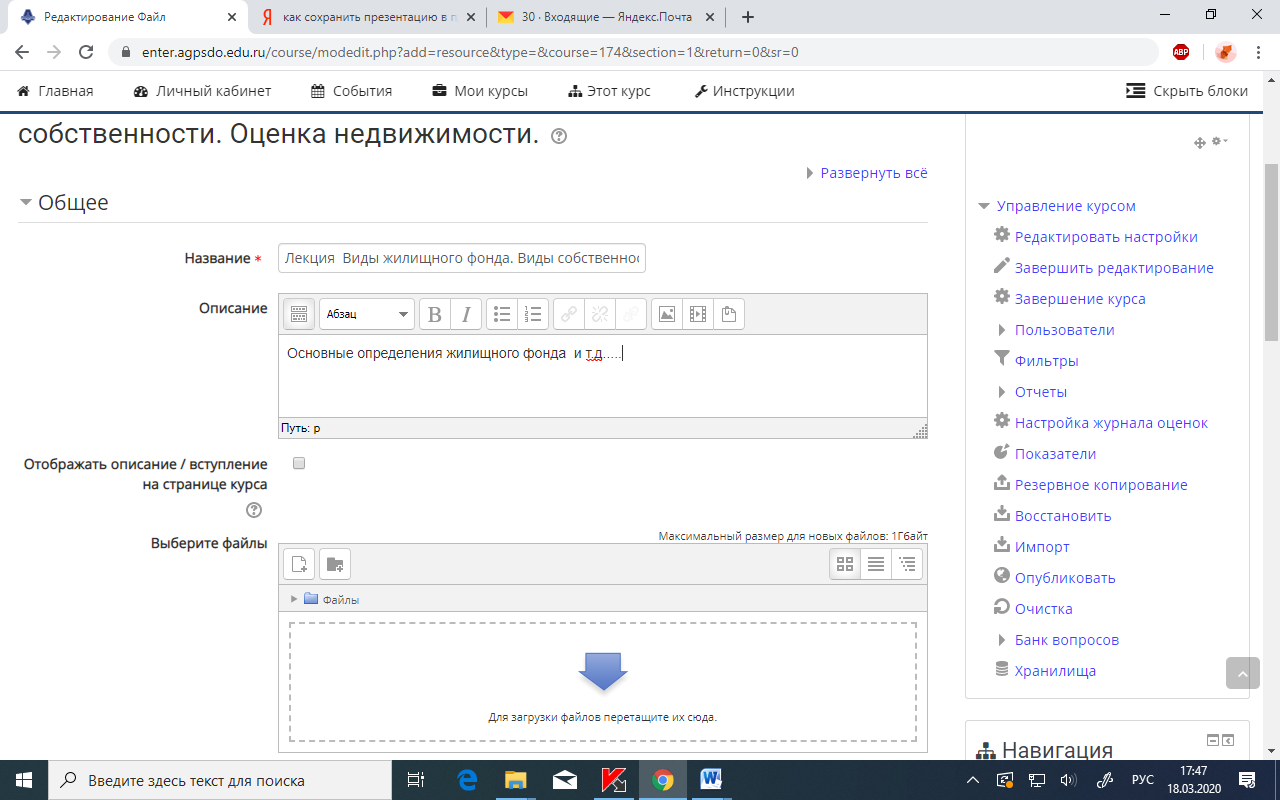 Редактирование Файл
как сохранить презентацию в п
30 · Входящие — Яндекс.Почта
enter.agpsdo.edu.ru/course/modedit.php?add=resource&type=&course=174&section=1&return=0&sr=0
ABP
Главная
Личный кабинет
События
Мои курсы
Этот курс
Инструкции
Скрыть блоки
собственности. Оценка недвижимости.
Развернуть всё
Общее
Название *
Лекция  Виды жилищного фонда. Виды собственнос
Описание
Абзац
B I
Основные определения жилищного фонда  и т.д.....
Путь: p
Отображать описание / вступление
на странице курса
Выберите файлы
Максимальный размер для новых файлов: 1Гбайт
Файлы
Для загрузки файлов перетащите их сюда.
Управление курсом
Редактировать настройки
Завершить редактирование
Завершение курса
Пользователи
Фильтры
Отчеты
Настройка журнала оценок
Показатели
Резервное копирование
Восстановить
Импорт
Опубликовать
Очистка
Банк вопросов
Хранилища
Навигация
Введите здесь текст для поиска
РУС
17:47
18.03.2020